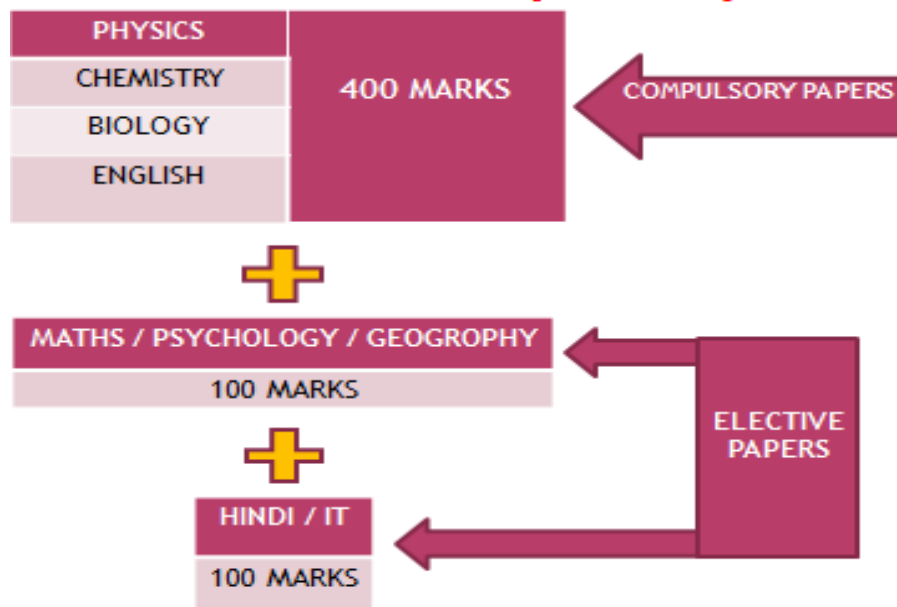 PHYSICS
CHEMISTRY
BIOLOGY
ENGLISH
400 MARKS
COMPULSORY PAPERS
MATHS / PSYCHOLOGY / GEOGROPHY
100 MARKS
ELECTIVE
PAPERS
HINDI / IT
100 MARKS